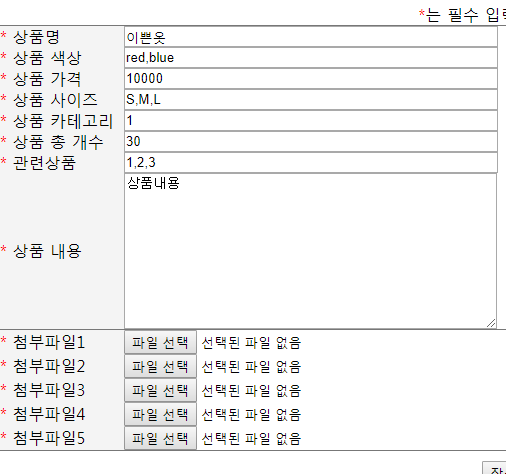 *는 필수 입력
* 상품명 이쁜옷
* 상품 색상 red,blue
* 상품 가격 10000
* 상품 사이즈 S,M,L
* 상품 카테고리 1
* 상품 총 개수 30
* 관련상품 1,2,3
* 상품 내용 상품내용
* 첨부파일1 파일 선택 선택된 파일 없음
* 첨부파일2 파일 선택 선택된 파일 없음
* 첨부파일3 파일 선택 선택된 파일 없음
* 첨부파일4 파일 선택 선택된 파일 없음
* 첨부파일5 파일 선택 선택된 파일 없음